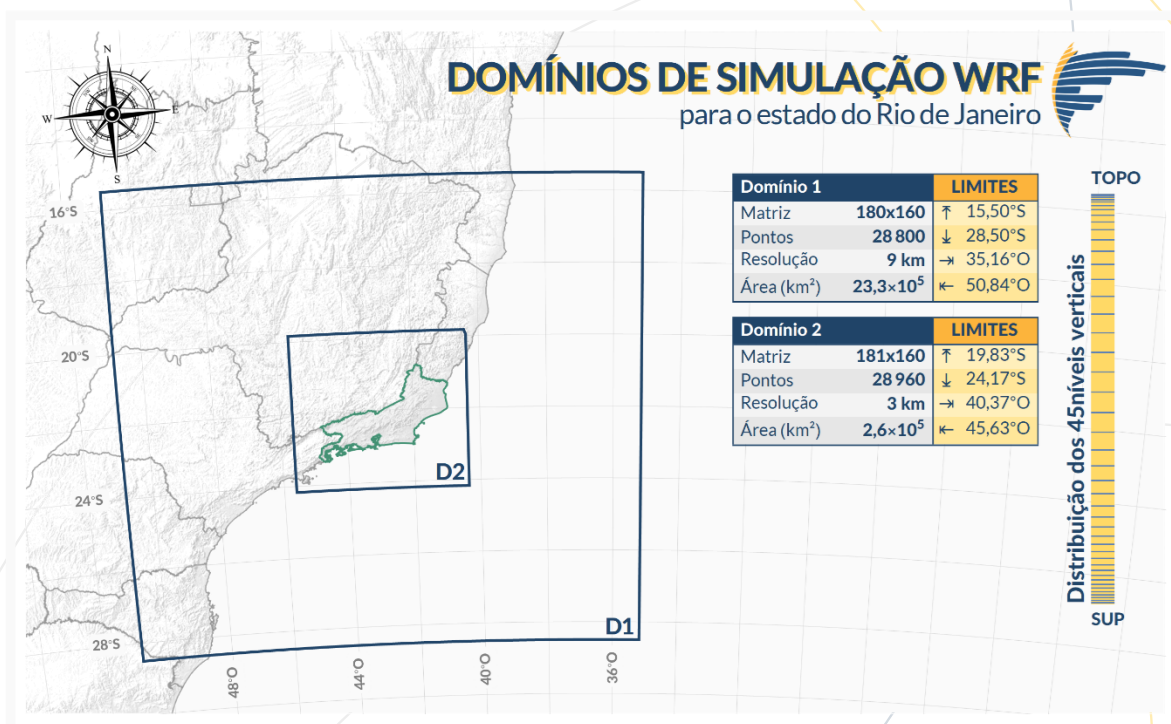 DOMÍNIOS DE SIMULAÇÃO WRF
para o estado do Rio de Janeiro
N
W
E
S
Domínio 1 LIMITES
Matriz 180x160 ↑ 15,50°S
Pontos 28 800 ↓ 28,50°S
Resolução 9 km → 35,16°O
Área (km²) 23,3×10⁵ ← 50,84°O
Domínio 2 LIMITES
Matriz 181x160 ↑ 19,83°S
Pontos 28 960 ↓ 24,17°S
Resolução 3 km → 40,37°O
Área (km²) 2,6×10⁵ ← 45,63°O
TOPO
Distribuição dos 45níveis verticais
SUP
16°S
20°S
24°S
28°S
D2
D1
48°O
44°O
40°O
36°O